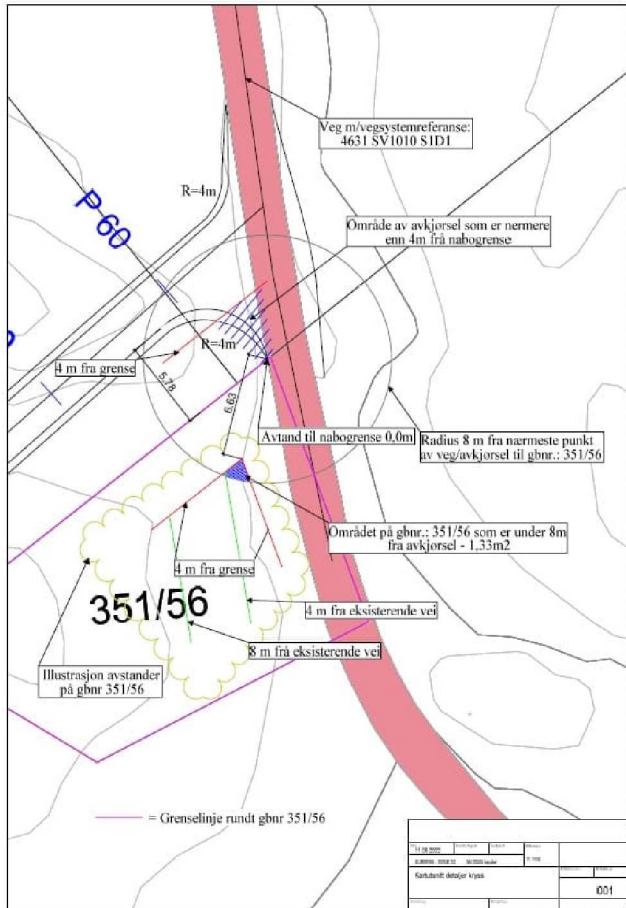 Veg m/vegsystemreferanse:
4631 SV1010 S1D1
R=4m
P 60
Område av avkjørsel som er nermere
enn 4m frå nabogrense
R=4m
4 m fra grense
5,78
6,63
Avtand til nabogrense 0,0m
Radius 8 m fra nærmeste punkt
av veg/avkjørsel til gbnr.: 351/56
Området på gbnr.: 351/56 som er under 8m
fra avkjørsel - 1,33m2
4 m fra grense
351/56
4 m fra eksisterende vei
8 m frå eksisterende vei
Illustrasjon avstander
på gbnr 351/56
= Grenselinje rundt gbnr 351/56
Kartutsnitt detaljer kryss
001